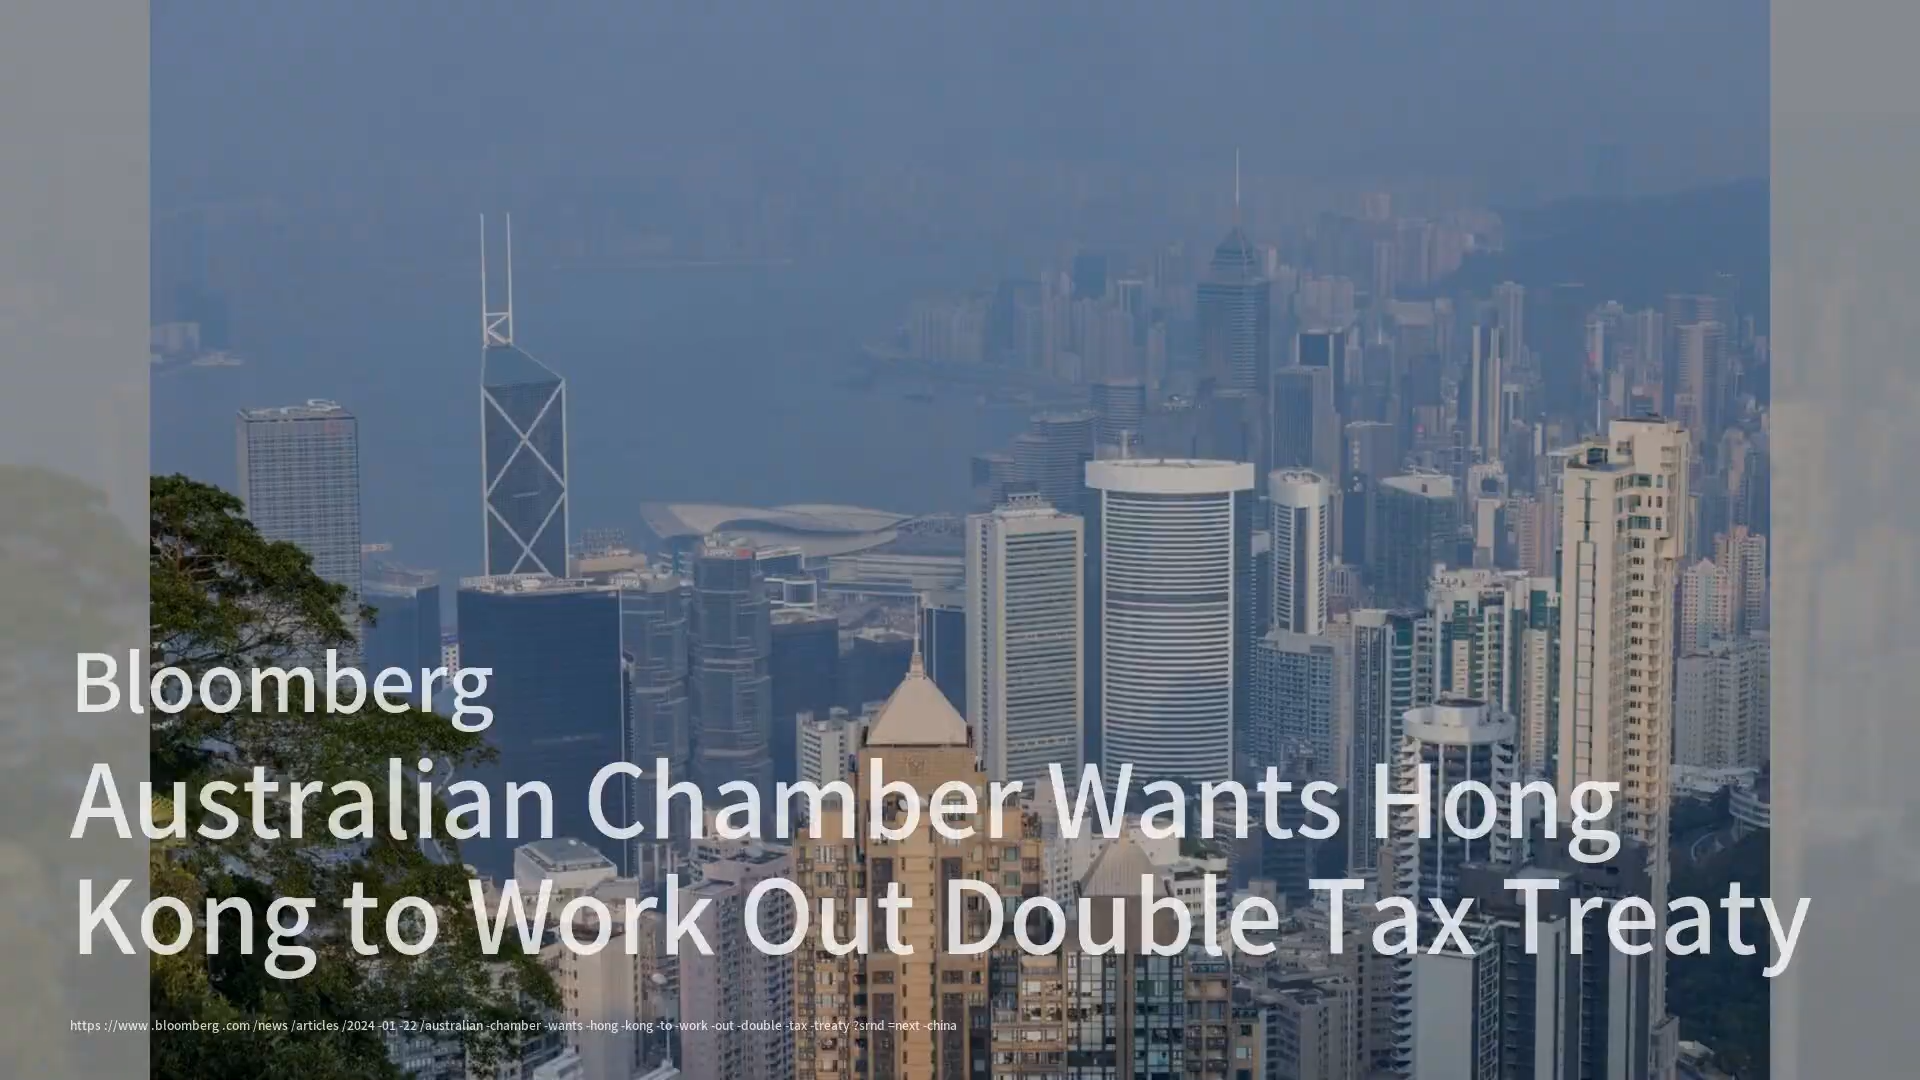 Bloomberg
Australian Chamber Wants Hong
Kong to Work Out Double Tax Treaty
https://www.bloomberg.com/news/articles/2024-01-22/australian-chamber-wants-hong-kong-to-work-out-double-tax-treaty?srnd=next-china
LIPPO